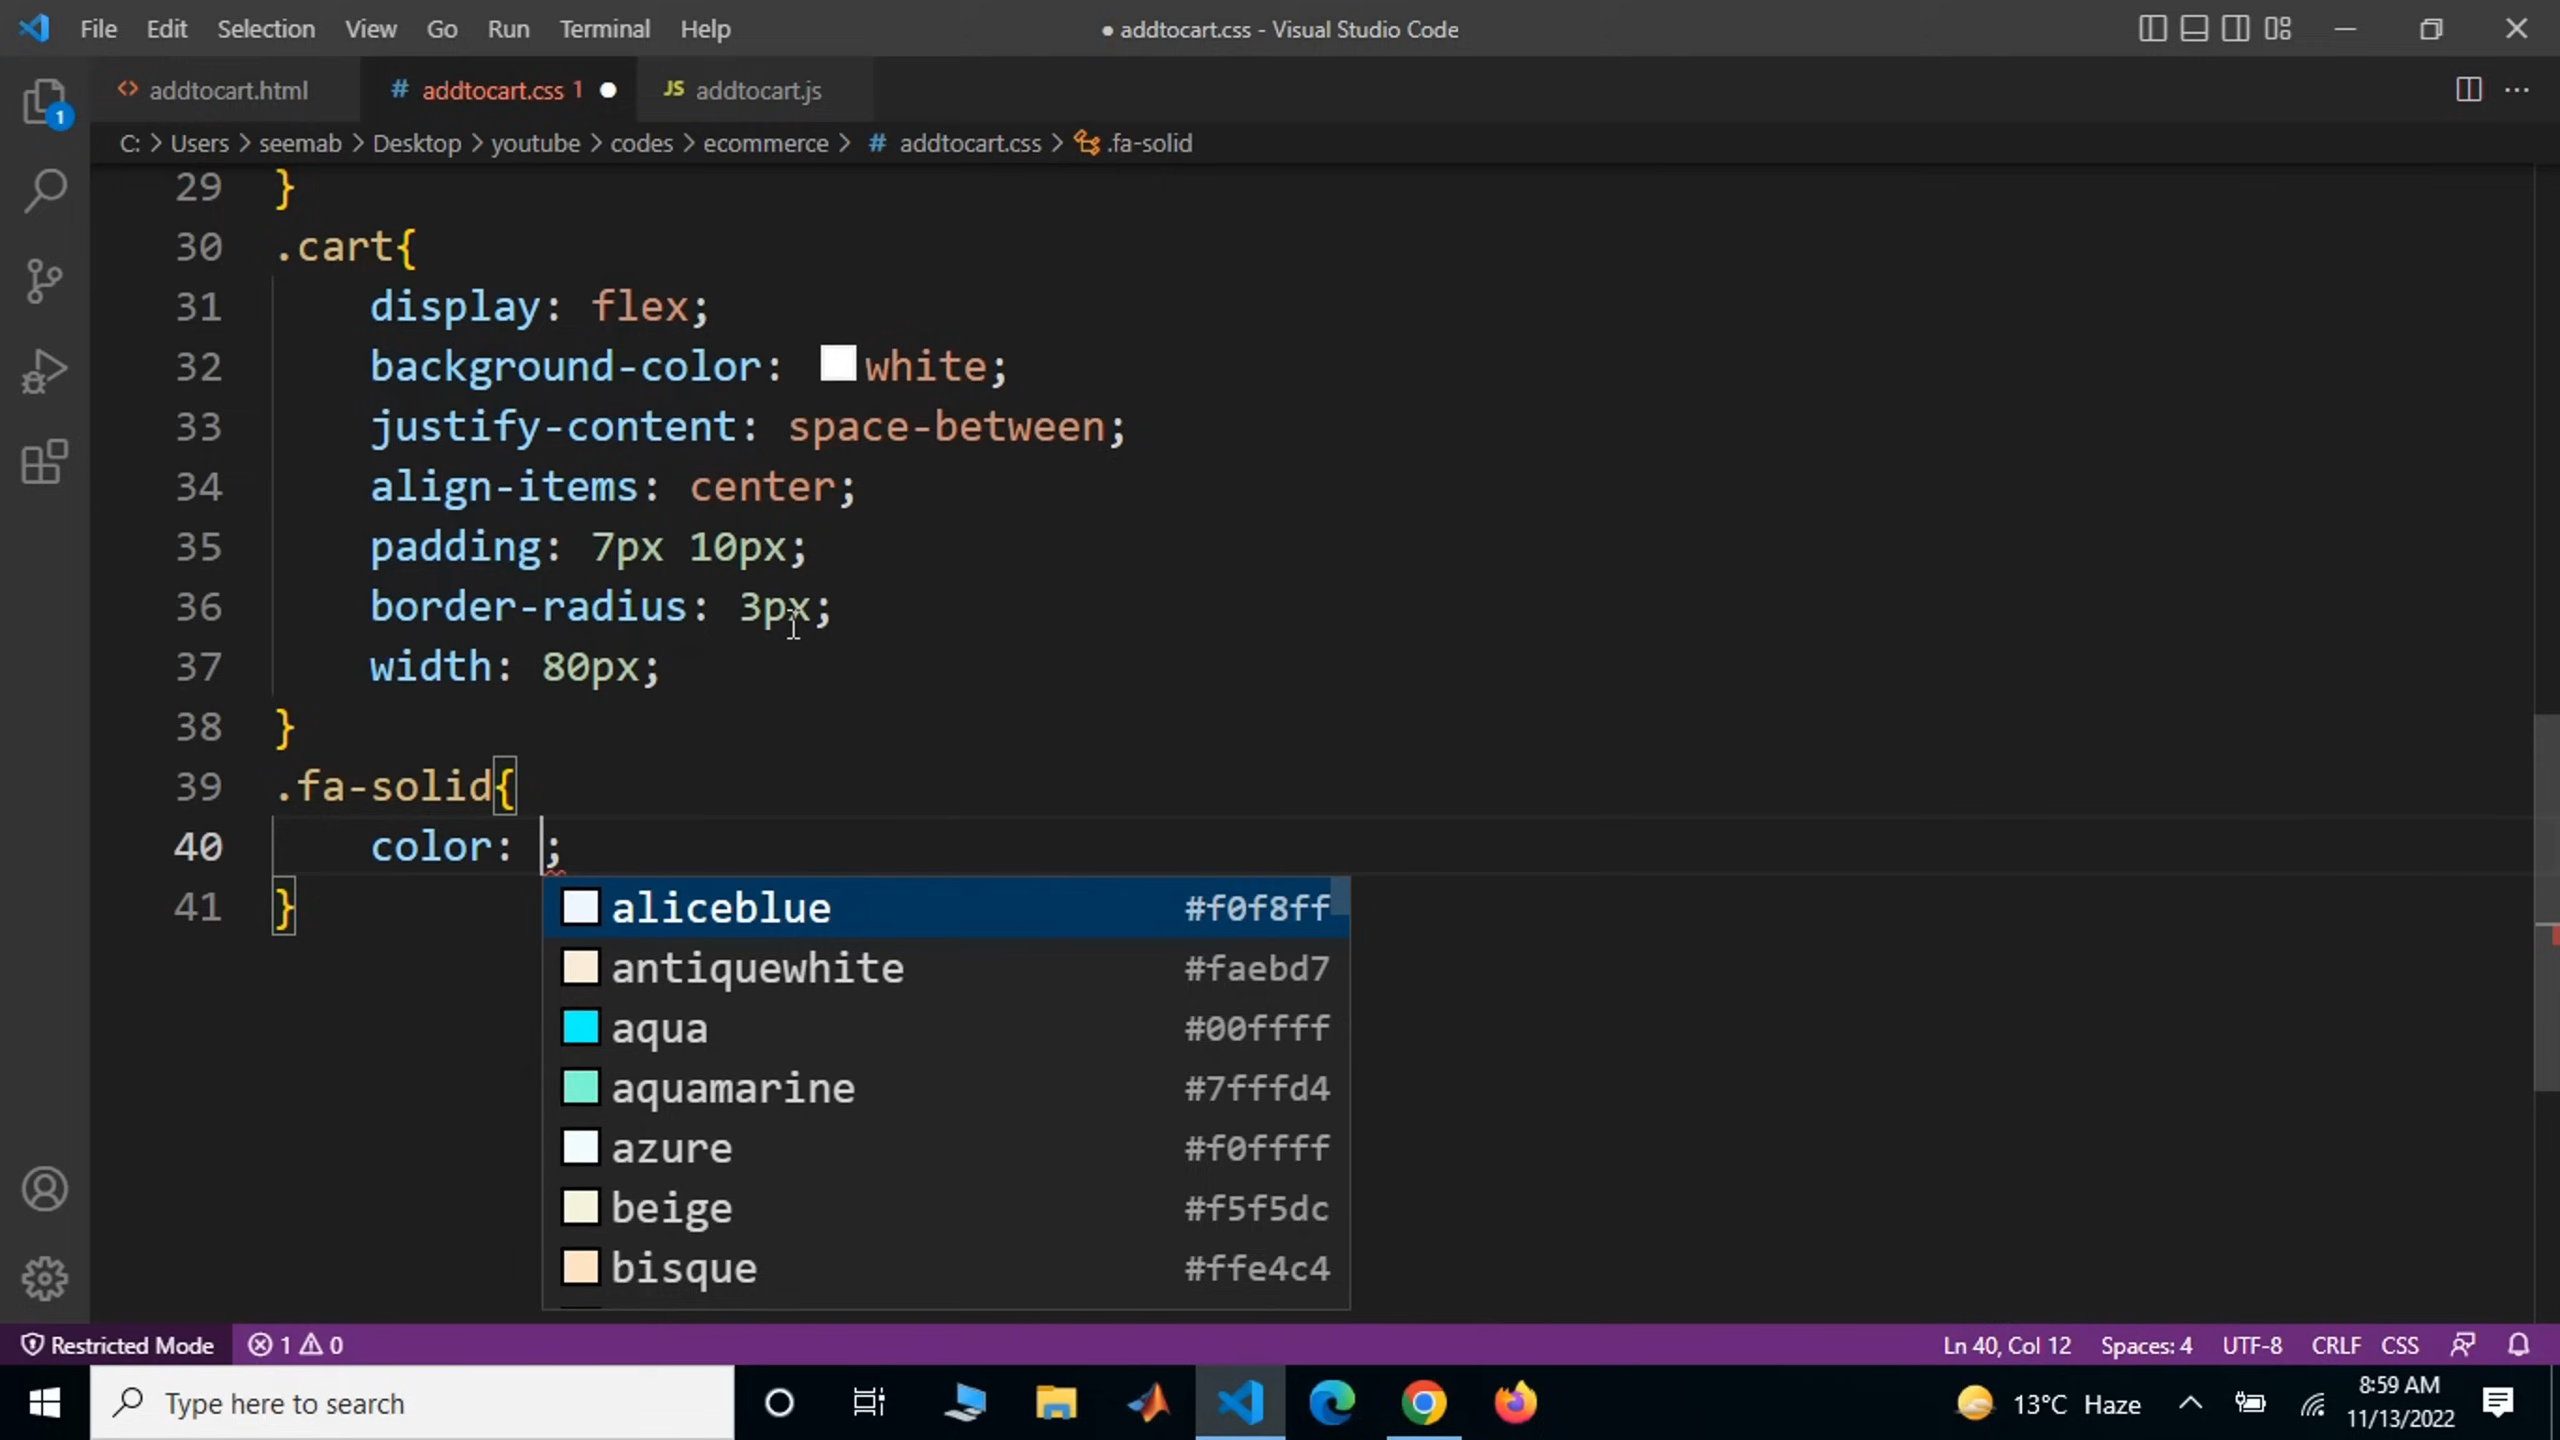 File Edit Selection View Go Run Terminal Help ● addtocart.css - Visual Studio Code
<> addtocart.html # addtocart.css 1 ● JS addtocart.js
C: > Users > seemab > Desktop > youtube > codes > ecommerce > # addtocart.css > .fa-solid
1
29 }
30 .cart{
31 display: flex;
32 background-color: white;
33 justify-content: space-between;
34 align-items: center;
35 padding: 7px 10px;
36 border-radius: 3px;
37 width: 80px;
38 }
39 .fa-solid{
40 color: ;
41 }
aliceblue #f0f8ff
antiquewhite #faebd7
aqua #00ffff
aquamarine #7fffd4
azure #f0ffff
beige #f5f5dc
bisque #ffe4c4
Restricted Mode 1 0 Ln 40, Col 12 Spaces: 4 UTF-8 CRLF CSS
Type here to search 13°C Haze 8:59 AM
11/13/2022